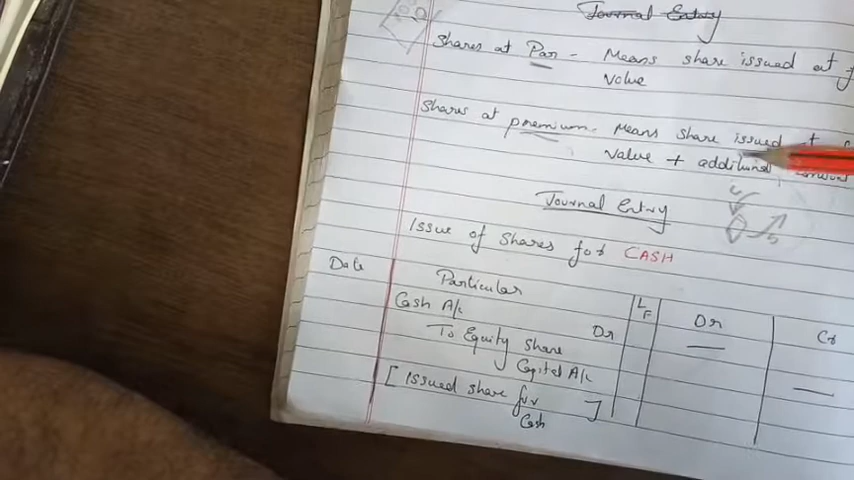 Journal Entry
Shares at Par - Means share issued at
value
Shares at premium - Means share issued
value + additional
Journal Entry
Issue of Shares for CASH
Date Particular L F Dr Cr
Cash A/c Dr
To Equity share
Capital A/c
[Issued share for
Cash]